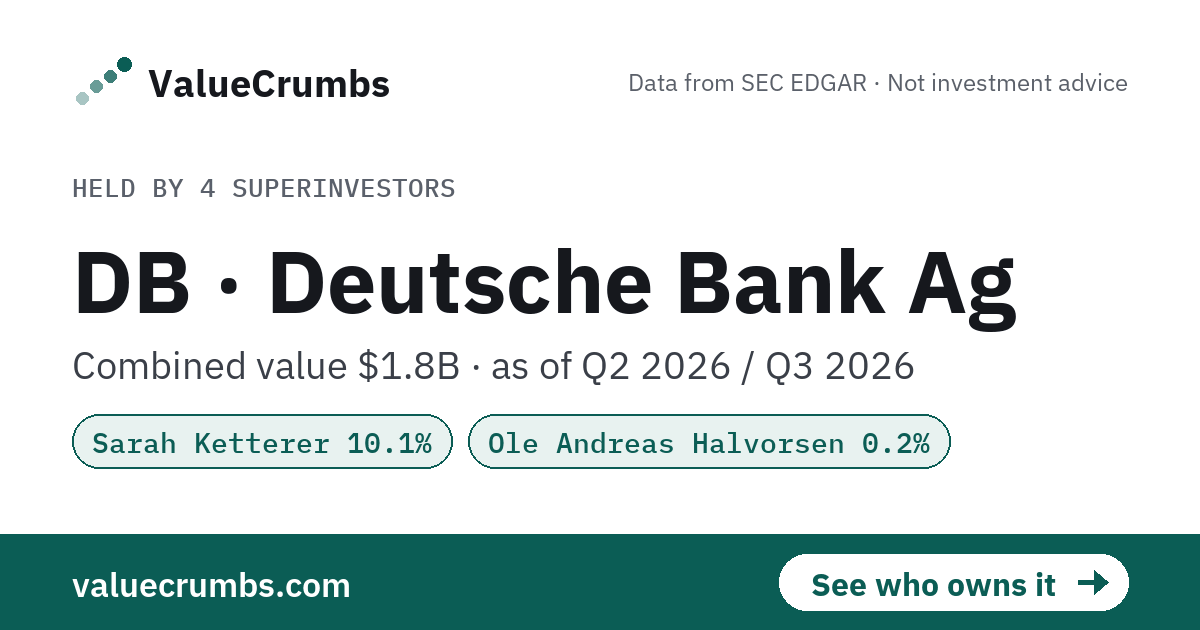 ValueCrumbs
Data from SEC EDGAR · Not investment advice
HELD BY 4 SUPERINVESTORS
DB · Deutsche Bank Ag
Combined value $1.8B · as of Q2 2026 / Q3 2026
Sarah Ketterer 10.1%
Ole Andreas Halvorsen 0.2%
valuecrumbs.com
See who owns it →